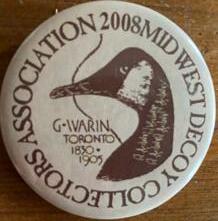 2008 MIDWEST DECOY COLLECTORS ASSOCIATION
G·WARIN
TORONTO
1830·
1905